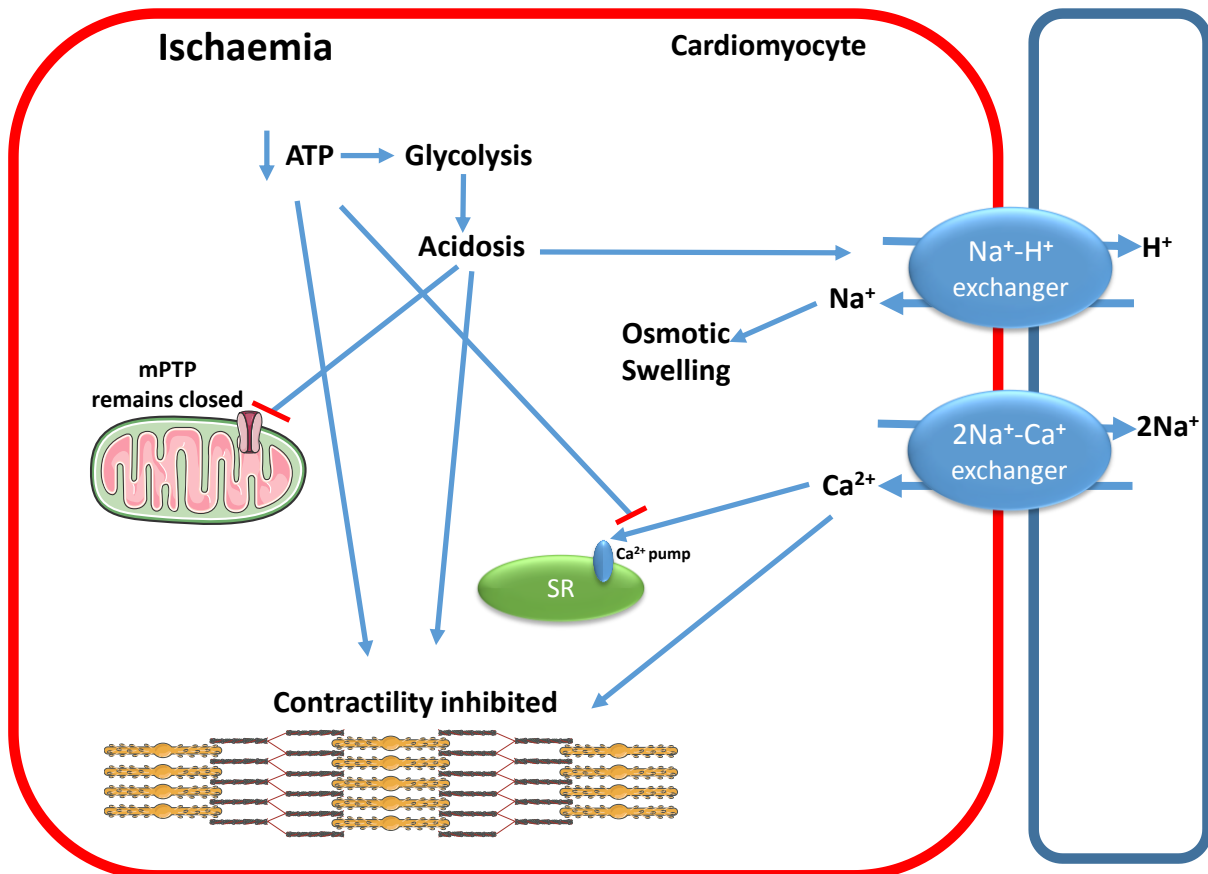 Ischaemia
Cardiomyocyte
ATP
Glycolysis
Acidosis
Na⁺-H⁺
exchanger
H⁺
Na⁺
Osmotic
Swelling
mPTP
remains closed
2Na⁺-Ca⁺
exchanger
2Na⁺
Ca²⁺
Ca²⁺ pump
SR
Contractility inhibited